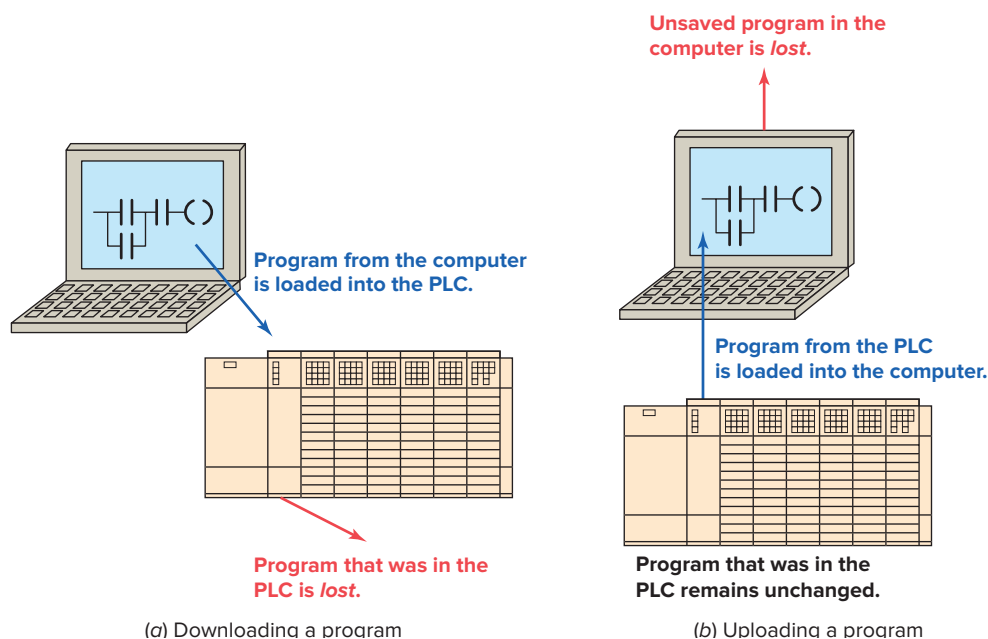 Program from the computer
is loaded into the PLC.
Program that was in the
PLC is lost.
(a) Downloading a program
Unsaved program in the
computer is lost.
Program from the PLC
is loaded into the computer.
Program that was in the
PLC remains unchanged.
(b) Uploading a program